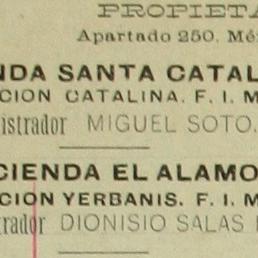 PROPIETA
Apartado 250. Mé
NDA SANTA CATAL
CION CATALINA. F. I. M
istrador MIGUEL SOTO.
CIENDA EL ALAMO
CION YERBANIS. F. I. M
trador DIONISIO SALAS